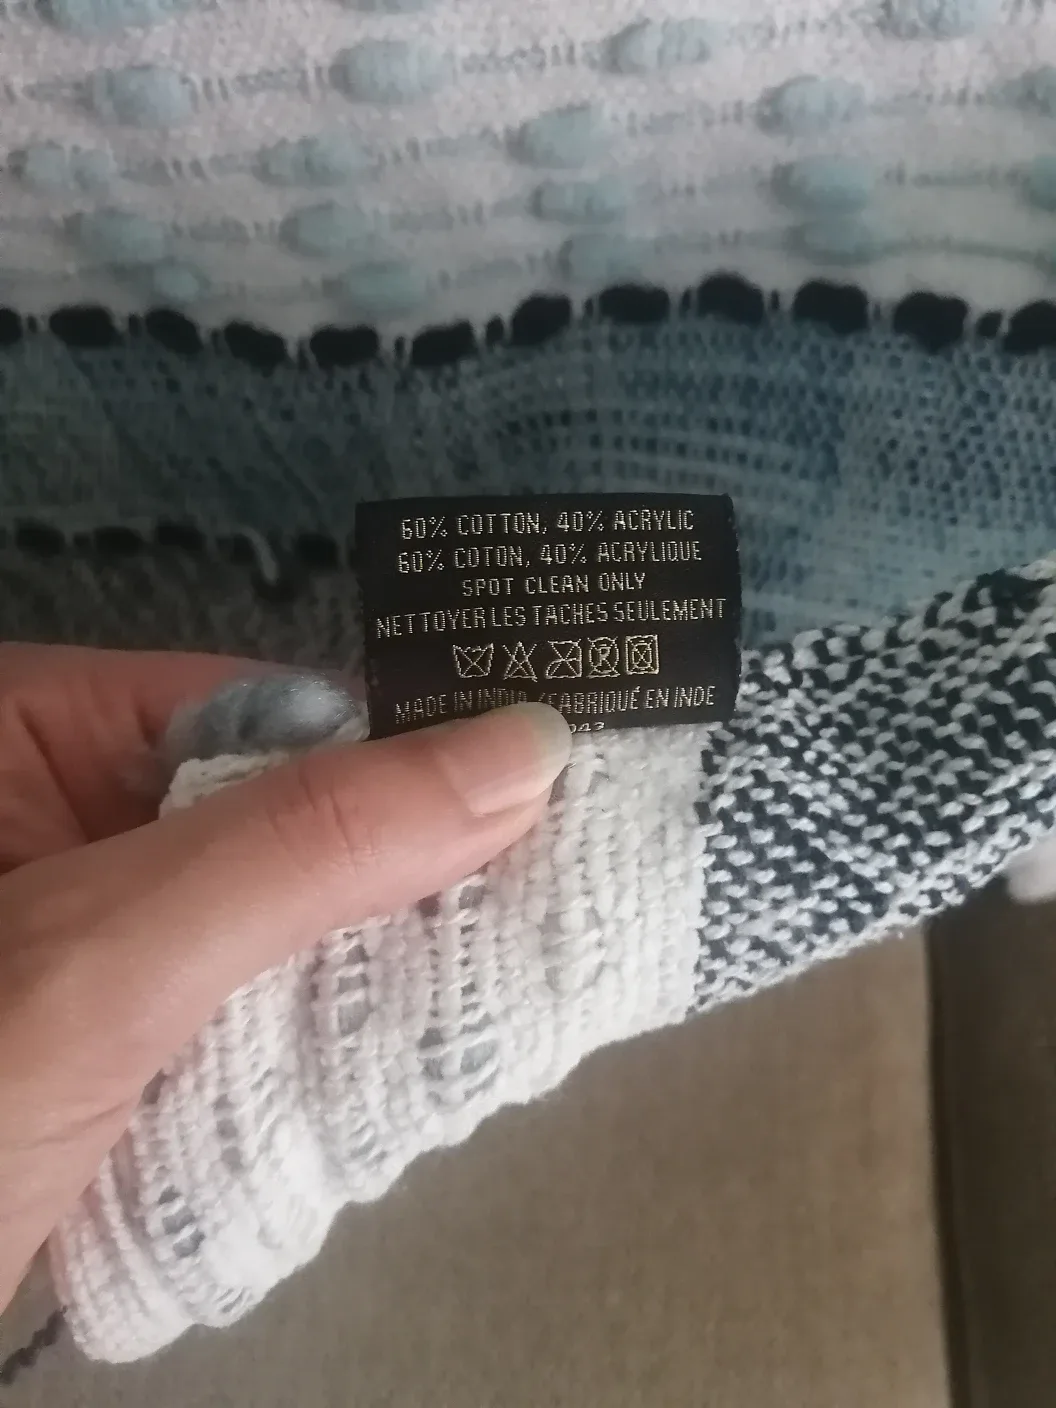 60% COTTON, 40% ACRYLIC
60% COTON, 40% ACRYLIQUE
SPOT CLEAN ONLY
NETTOYER LES TACHES SEULEMENT
MADE IN INDIA / FABRIQUÉ EN INDE